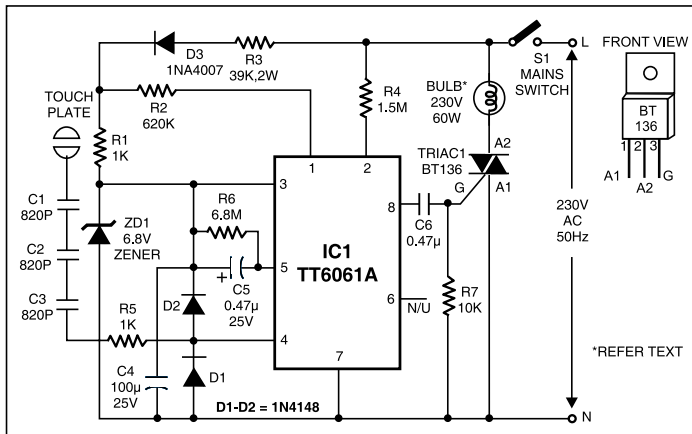 D3
1NA4007
R3
39K,2W
S1
MAINS
SWITCH
L
FRONT VIEW
BT
136
1 2 3
A1
A2
G
TOUCH
PLATE
R2
620K
R4
1.5M
BULB*
230V
60W
R1
1K
1
2
TRIAC1
BT136
A2
G
A1
C1
820P
3
8
ZD1
6.8V
ZENER
R6
6.8M
IC1
TT6061A
C6
0.47µ
230V
AC
50Hz
C2
820P
+
C5
0.47µ
25V
5
6
N/U
R7
10K
C3
820P
R5
1K
D2
4
*REFER TEXT
C4
100µ
25V
D1
7
D1-D2 = 1N4148
N